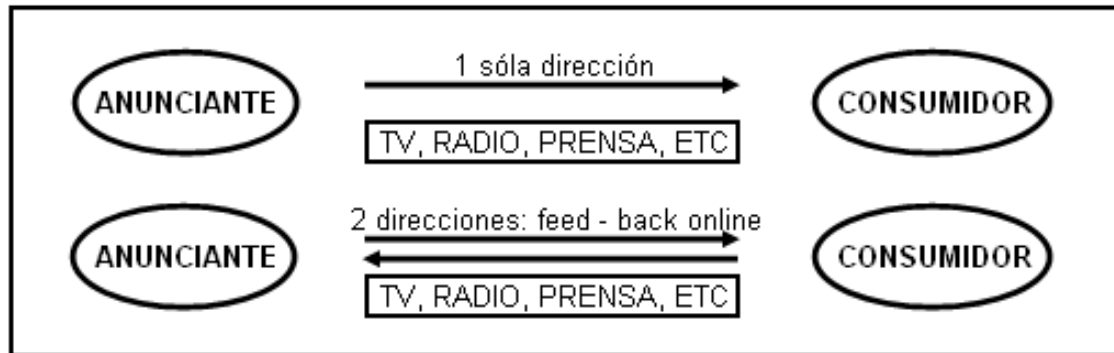 1 sóla dirección
ANUNCIANTE
CONSUMIDOR
TV, RADIO, PRENSA, ETC
2 direcciones: feed - back online
ANUNCIANTE
CONSUMIDOR
TV, RADIO, PRENSA, ETC